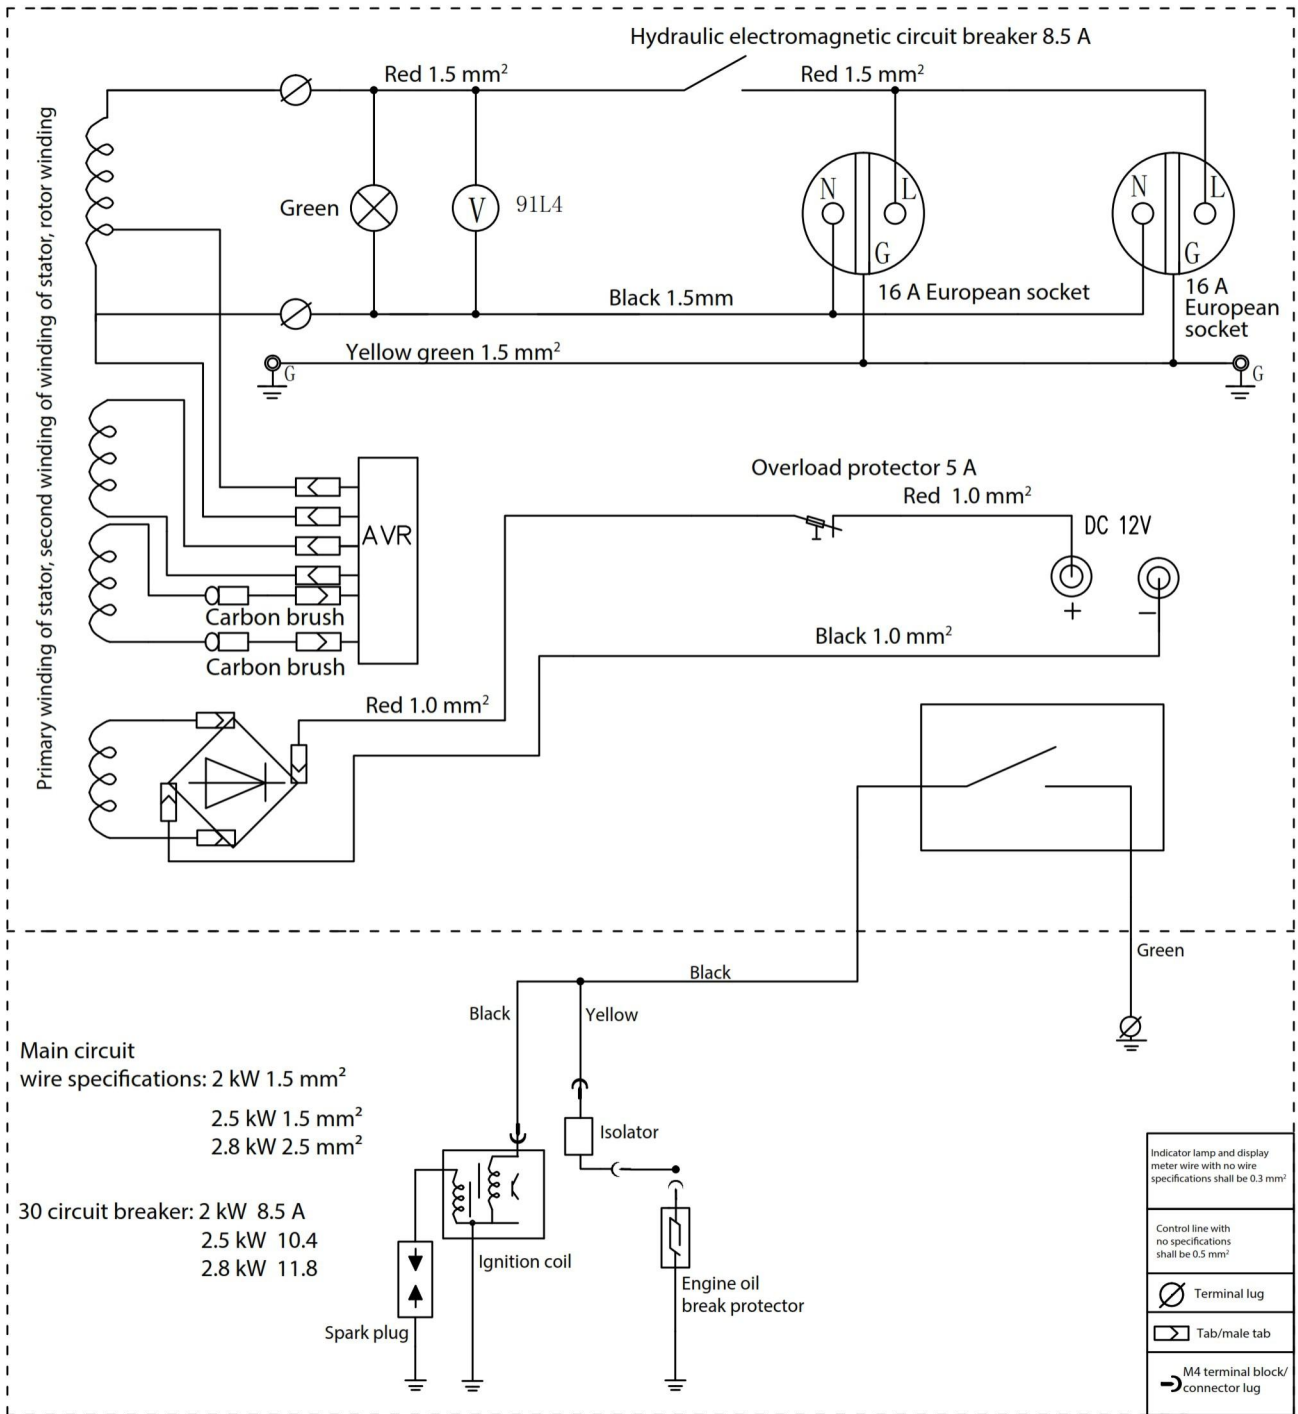 Hydraulic electromagnetic circuit breaker 8.5 A
Red 1.5 mm²
Red 1.5 mm²
Primary winding of stator, second winding of winding of stator, rotor winding
Green
V
91L4
N
L
G
N
L
G
16 A European socket
16 A
European
socket
Black 1.5mm
Yellow green 1.5 mm²
G
G
Overload protector 5 A
Red 1.0 mm²
AVR
DC 12V
+
−
Carbon brush
Carbon brush
Black 1.0 mm²
Red 1.0 mm²
Green
Black
Black
Yellow
Main circuit
wire specifications: 2 kW 1.5 mm²
2.5 kW 1.5 mm²
2.8 kW 2.5 mm²
Isolator
30 circuit breaker: 2 kW 8.5 A
2.5 kW 10.4
2.8 kW 11.8
Ignition coil
Engine oil
break protector
Spark plug
Indicator lamp and display
meter wire with no wire
specifications shall be 0.3 mm²
Control line with
no specifications
shall be 0.5 mm²
Terminal lug
Tab/male tab
M4 terminal block/
connector lug